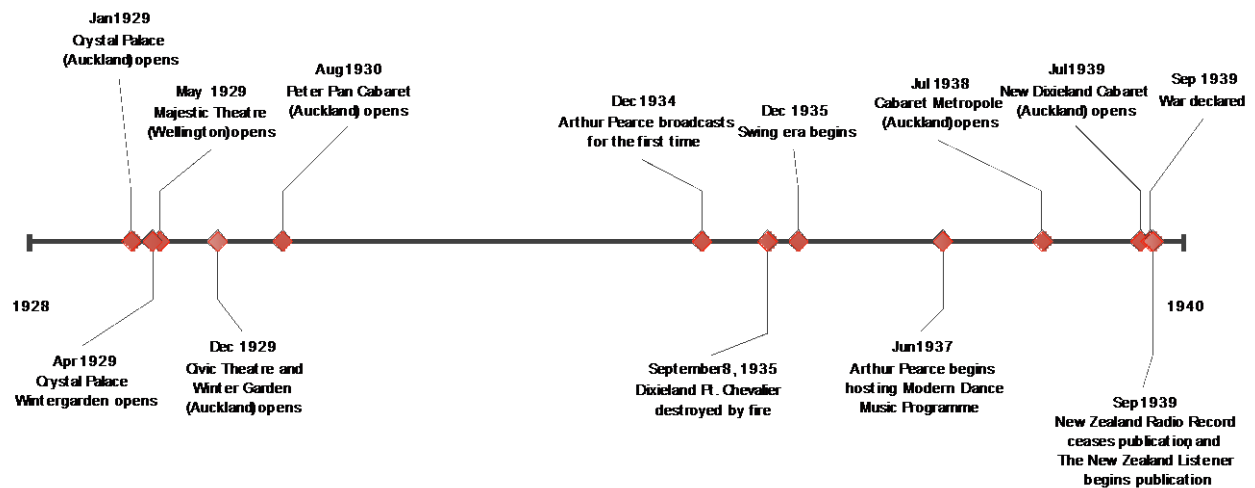 Jan 1929
Crystal Palace
(Auckland) opens
May 1929
Majestic Theatre
(Wellington) opens
Aug 1930
Peter Pan Cabaret
(Auckland) opens
Dec 1934
Arthur Pearce broadcasts
for the first time
Dec 1935
Swing era begins
Jul 1938
Cabaret Metropole
(Auckland) opens
Jul 1939
New Dixieland Cabaret
(Auckland) opens
Sep 1939
War declared
1928
1940
Apr 1929
Crystal Palace
Wintergarden opens
Dec 1929
Civic Theatre and
Winter Garden
(Auckland) opens
September 8, 1935
Dixieland Pt. Chevalier
destroyed by fire
Jun 1937
Arthur Pearce begins
hosting Modern Dance
Music Programme
Sep 1939
New Zealand Radio Record
ceases publication, and
The New Zealand Listener
begins publication